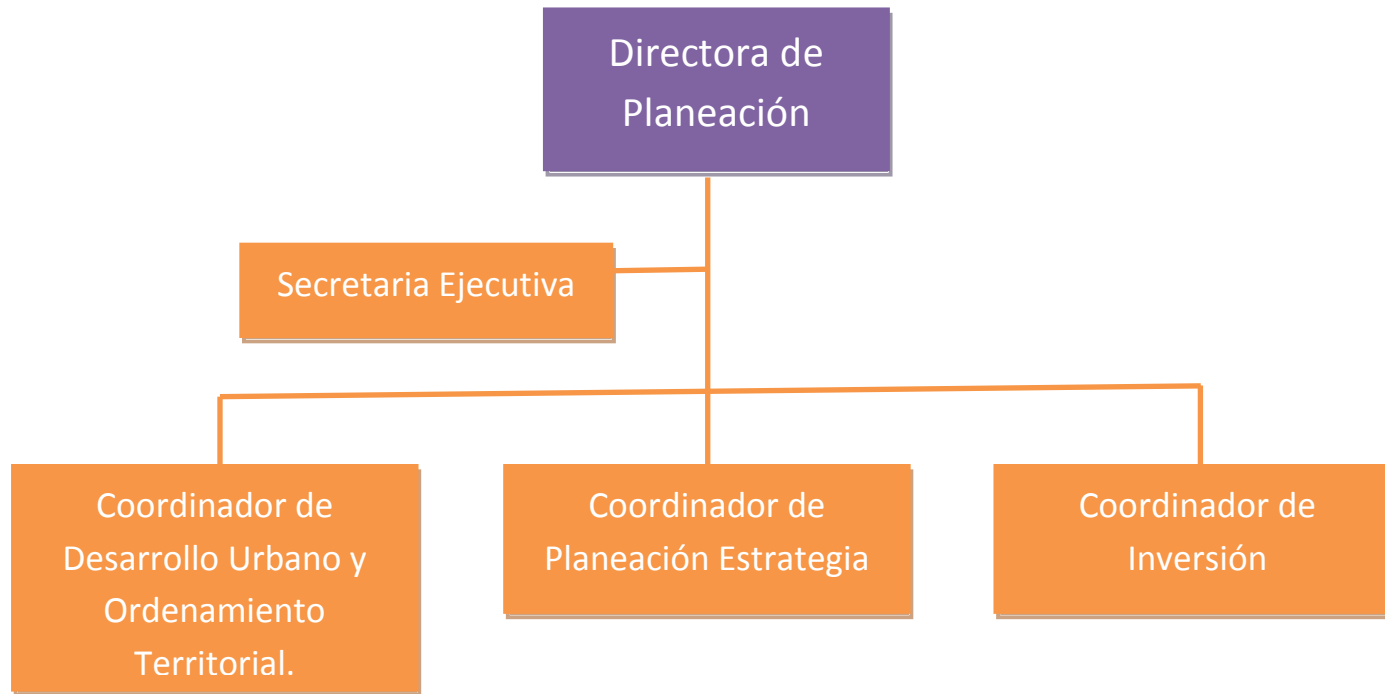 Directora de
Planeación
Secretaria Ejecutiva
Coordinador de
Desarrollo Urbano y
Ordenamiento
Territorial.
Coordinador de
Planeación Estrategia
Coordinador de
Inversión